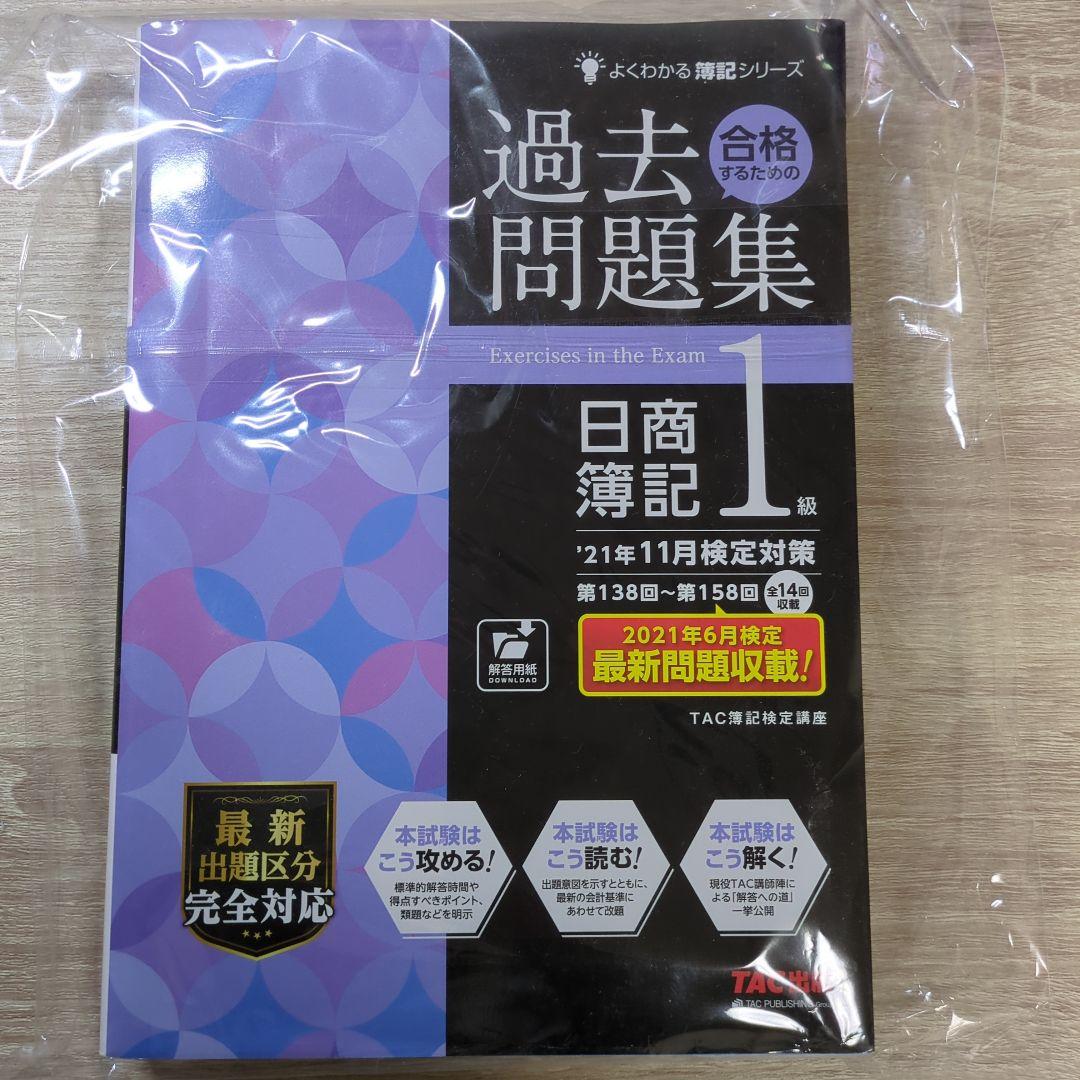 よくわかる簿記シリーズ
合格
するための
過去
問題集
Exercises in the Exam
日商
簿記
1級
'21年11月検定対策
第138回〜第158回
全14回
収載
2021年6月検定
最新問題収載!
解答用紙
DOWNLOAD
TAC簿記検定講座
最新
出題区分
完全対応
本試験は
こう攻める!
標準的解答時間や
得点すべきポイント、
類題などを明示
本試験は
こう読む!
出題意図を示すとともに、
最新の会計基準に
あわせて改題
本試験は
こう解く!
現役TAC講師陣に
よる「解答への道」
一挙公開
TAC出版
TAC PUBLISHING Group